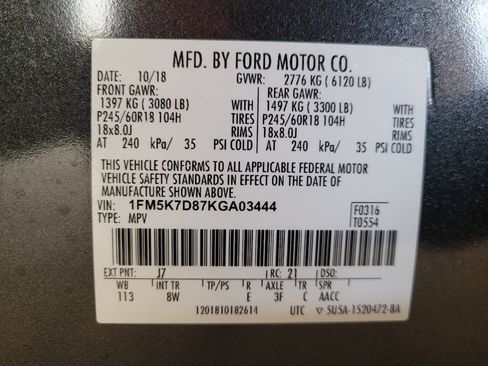 MFD. BY FORD MOTOR CO.
DATE: 10/18 GVWR: 2776 KG ( 6120 LB)
FRONT GAWR: REAR GAWR:
1397 KG ( 3080 LB) WITH 1497 KG ( 3300 LB) WITH
P245/60R18 104H TIRES P245/60R18 104H TIRES
18x8.0J RIMS 18x8.0J RIMS
AT 240 kPa/ 35 PSI COLD AT 240 kPa/ 35 PSI COLD
THIS VEHICLE CONFORMS TO ALL APPLICABLE FEDERAL MOTOR
VEHICLE SAFETY STANDARDS IN EFFECT ON THE DATE OF
MANUFACTURE SHOWN ABOVE.
VIN: 1FM5K7D87KGA03444 F0316
TYPE: MPV T0554
EXT PNT: J7 RC: 21 DSO:
WB INT TR TP/PS R AXLE TR SPR
113 8W E 3F C AACC
1201810182614 UTC ▽ 5U5A-1520472-BA